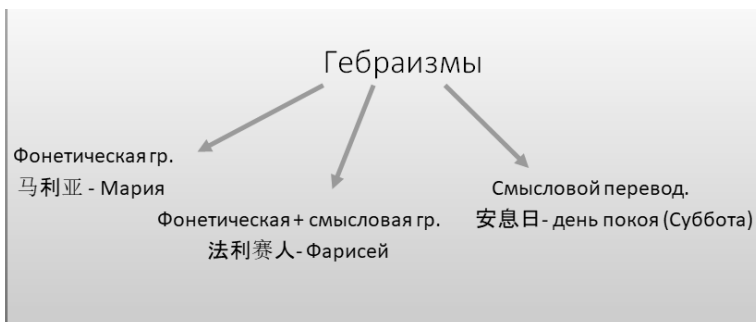 Гебраизмы
Фонетическая гр.
马利亚 - Мария
Фонетическая + смысловая гр.
法利赛人- Фарисей
Смысловой перевод.
安息日- день покоя (Суббота)